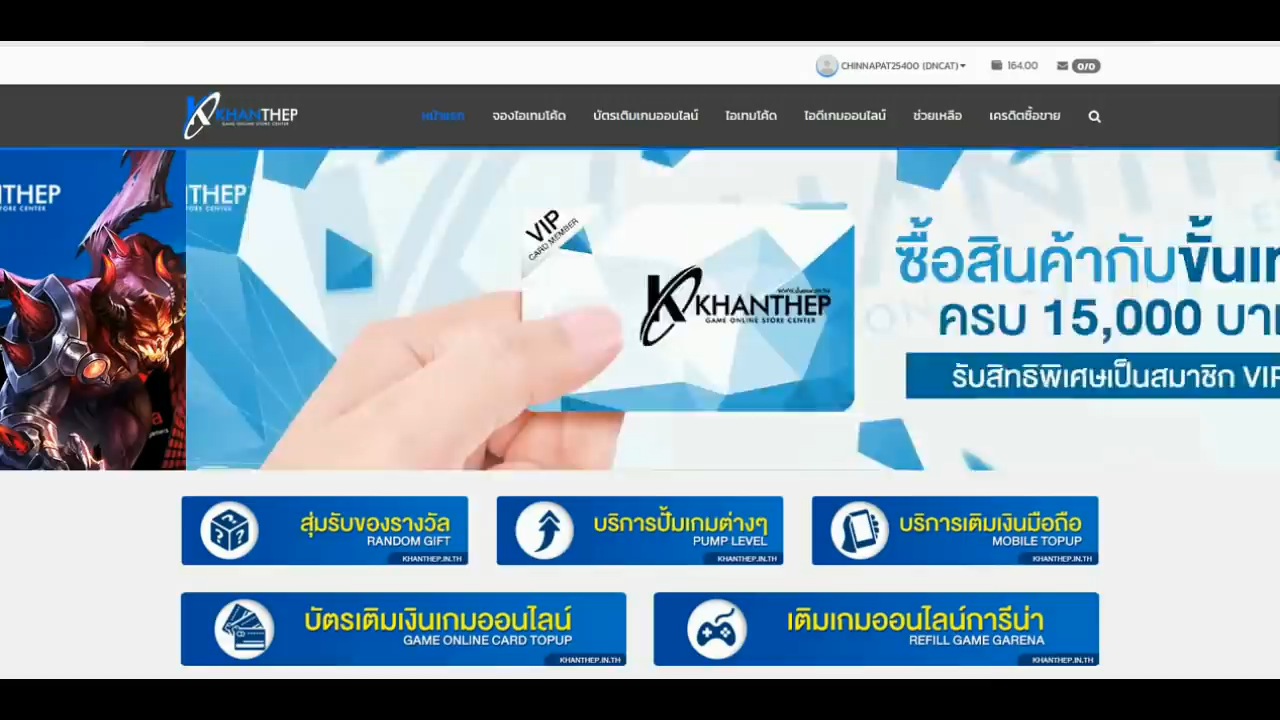 CHINNAPAT25400 (DNCAT)
164.00
0/0
KHANTHEP
GAME ONLINE STORE CENTER
หน้าแรก
จองไอเทมโค้ด
บัตรเติมเกมออนไลน์
ไอเทมโค้ด
ไอดีเกมออนไลน์
ช่วยเหลือ
เครดิตซื้อขาย
NTHEP
ORE CENTER
NTHEP
ORE CENTER
VIP
CARD MEMBER
KHANTHEP
GAME ONLINE STORE CENTER
ซื้อสินค้ากับขั้นเท
ครบ 15,000 บา
รับสิทธิพิเศษเป็นสมาชิก VIP
สุ่มรับของรางวัล
RANDOM GIFT
KHANTHEP.IN.TH
บริการปั้มเกมต่างๆ
PUMP LEVEL
KHANTHEP.IN.TH
บริการเติมเงินมือถือ
MOBILE TOPUP
KHANTHEP.IN.TH
บัตรเติมเงินเกมออนไลน์
GAME ONLINE CARD TOPUP
KHANTHEP.IN.TH
เติมเกมออนไลน์การีน่า
REFILL GAME GARENA
KHANTHEP.IN.TH